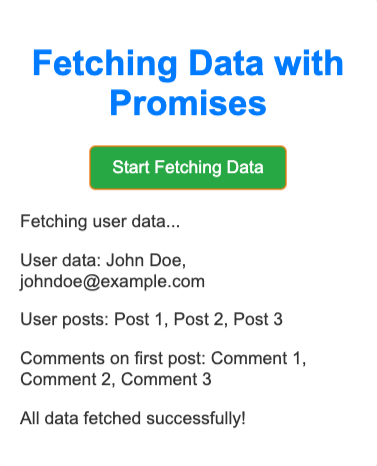 Fetching Data with
Promises
Start Fetching Data
Fetching user data...
User data: John Doe,
johndoe@example.com
User posts: Post 1, Post 2, Post 3
Comments on first post: Comment 1,
Comment 2, Comment 3
All data fetched successfully!